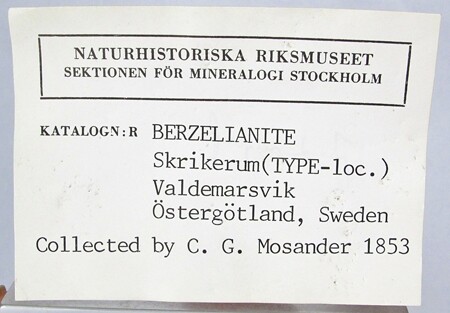 NATURHISTORISKA RIKSMUSEET
SEKTIONEN FÖR MINERALOGI STOCKHOLM
KATALOGN:R BERZELIANITE
Skrikerum(TYPE-loc.)
Valdemarsvik
Östergötland, Sweden
Collected by C. G. Mosander 1853